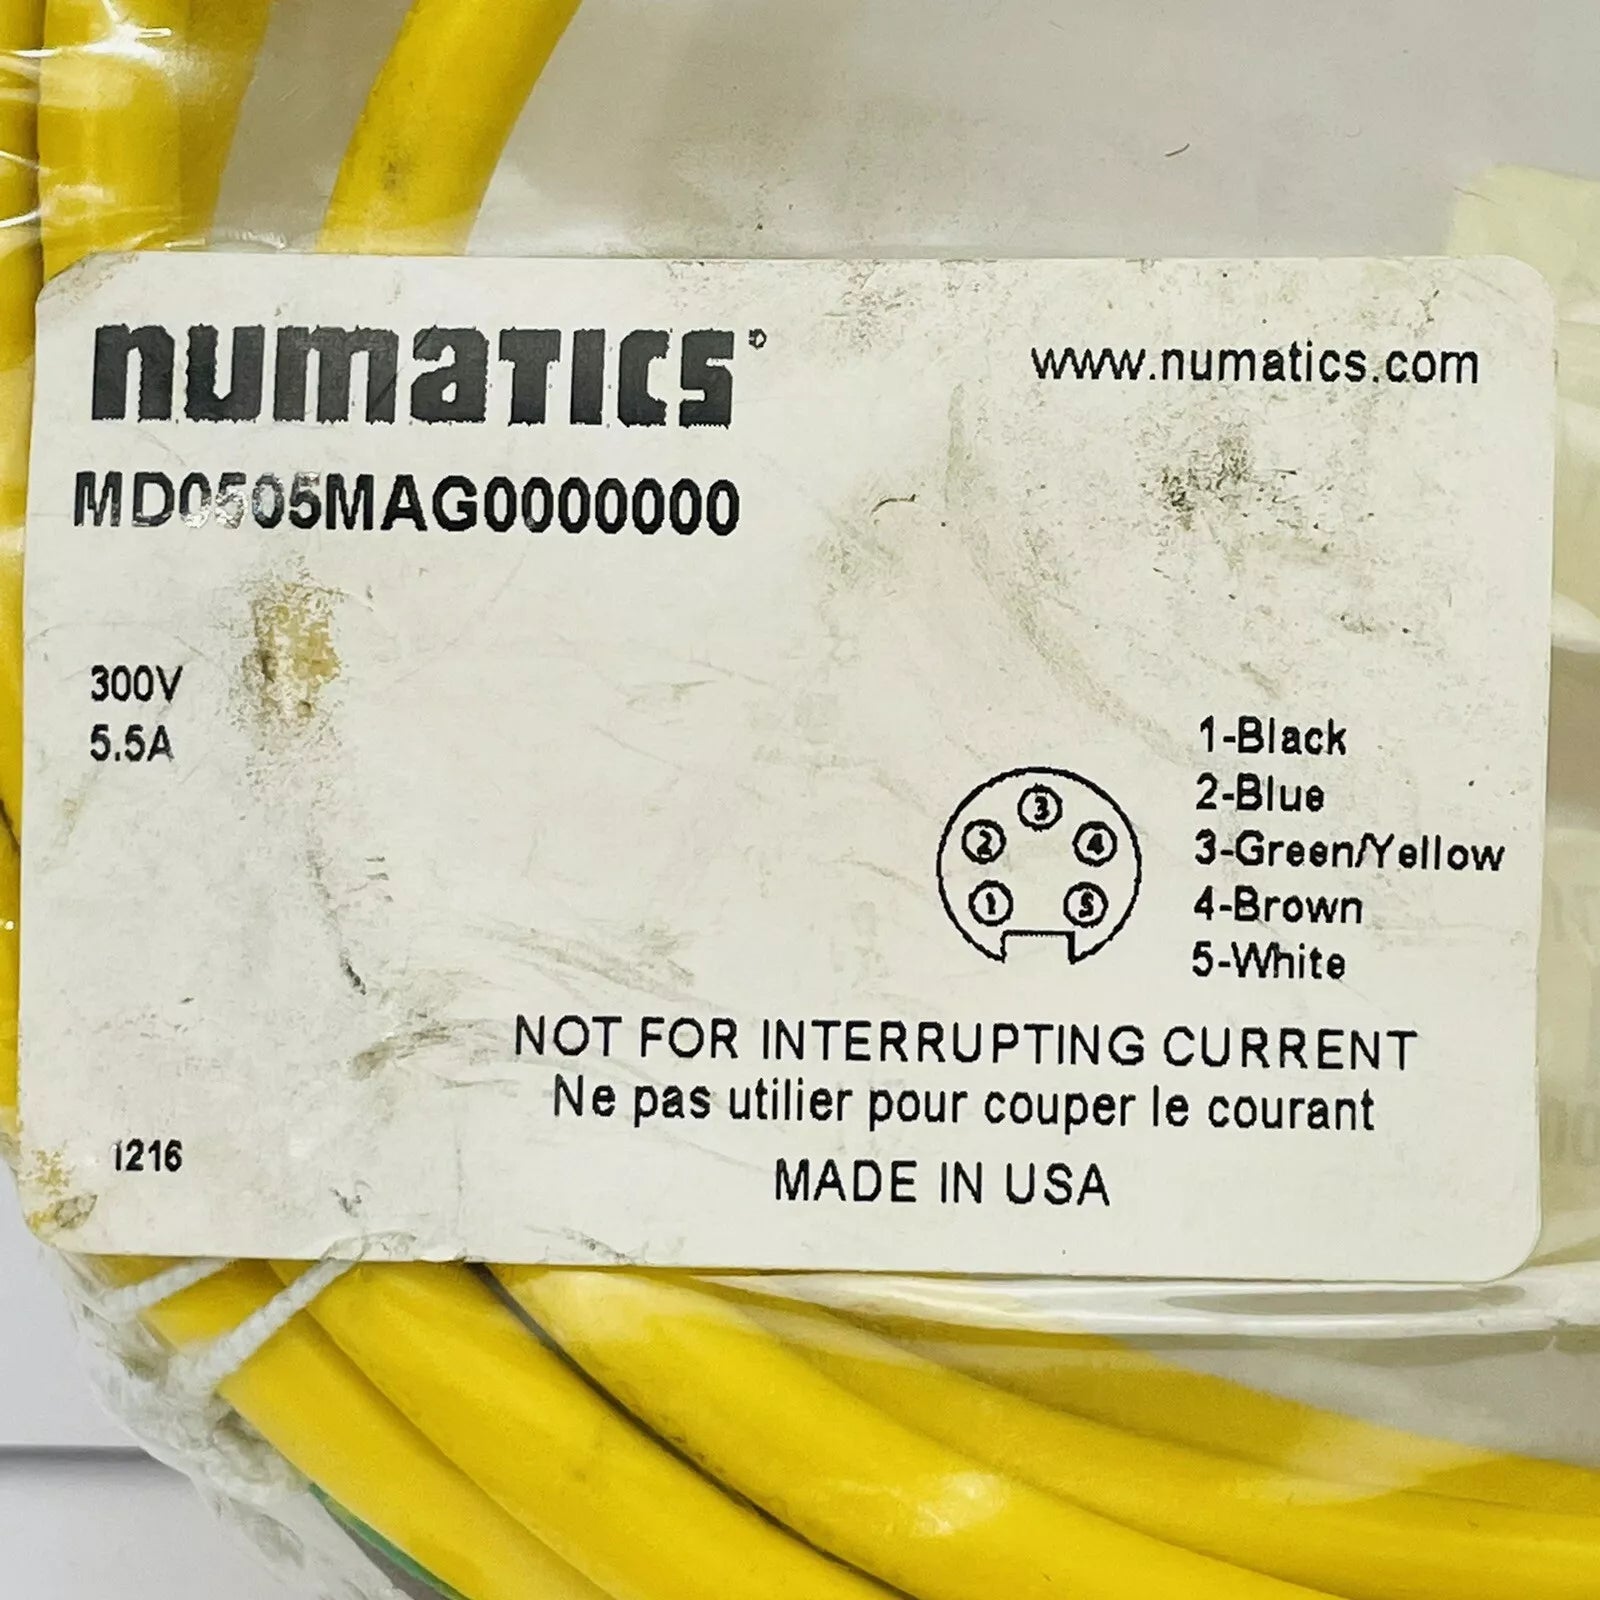 numatics
www.numatics.com
MD0505MAG0000000
300V
5.5A
1-Black
2-Blue
3-Green/Yellow
4-Brown
5-White
3
2 4
1 5
NOT FOR INTERRUPTING CURRENT
Ne pas utilier pour couper le courant
1216
MADE IN USA